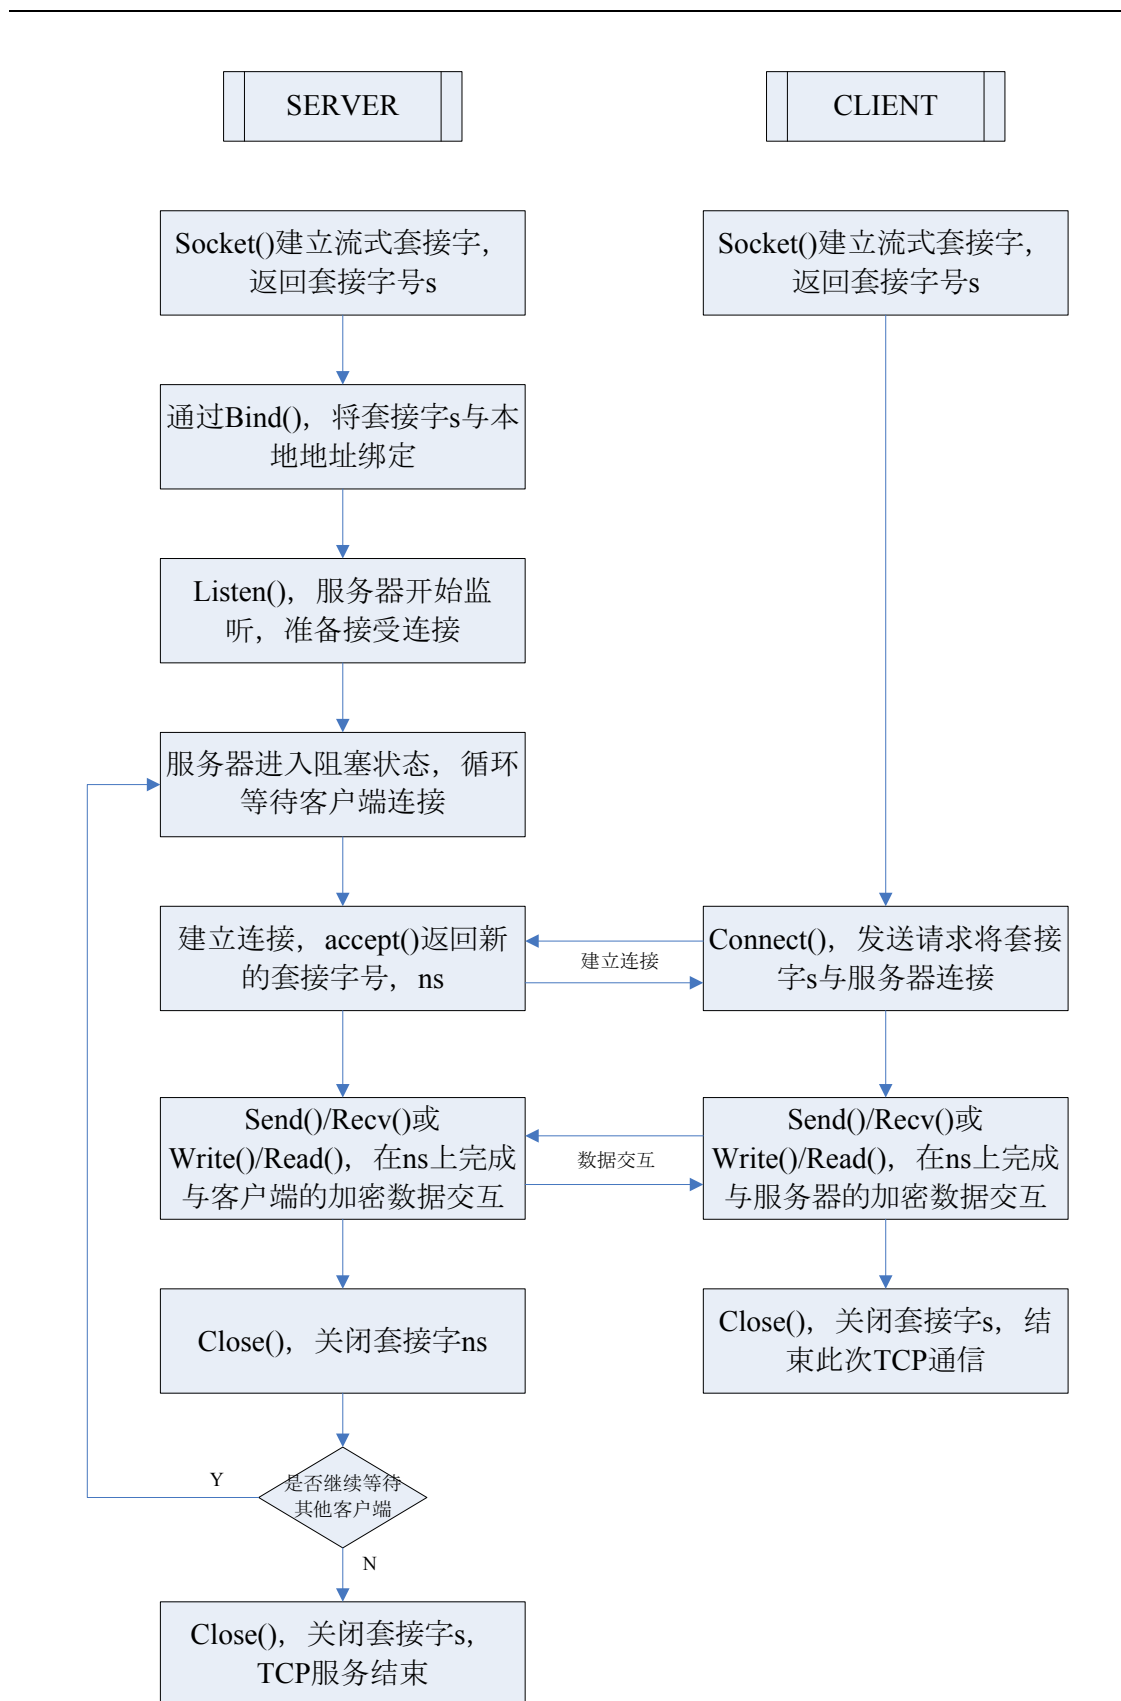 SERVER
CLIENT
Socket()建立流式套接字，
返回套接字号s
Socket()建立流式套接字，
返回套接字号s
通过Bind()，将套接字s与本
地地址绑定
Listen()，服务器开始监
听，准备接受连接
服务器进入阻塞状态，循环
等待客户端连接
建立连接，accept()返回新
的套接字号，ns
建立连接
Connect()，发送请求将套接
字s与服务器连接
Send()/Recv()或
Write()/Read()，在ns上完成
与客户端的加密数据交互
数据交互
Send()/Recv()或
Write()/Read()，在ns上完成
与服务器的加密数据交互
Close()，关闭套接字ns
Close()，关闭套接字s，结
束此次TCP通信
Y
是否继续等待
其他客户端
N
Close()，关闭套接字s，
TCP服务结束